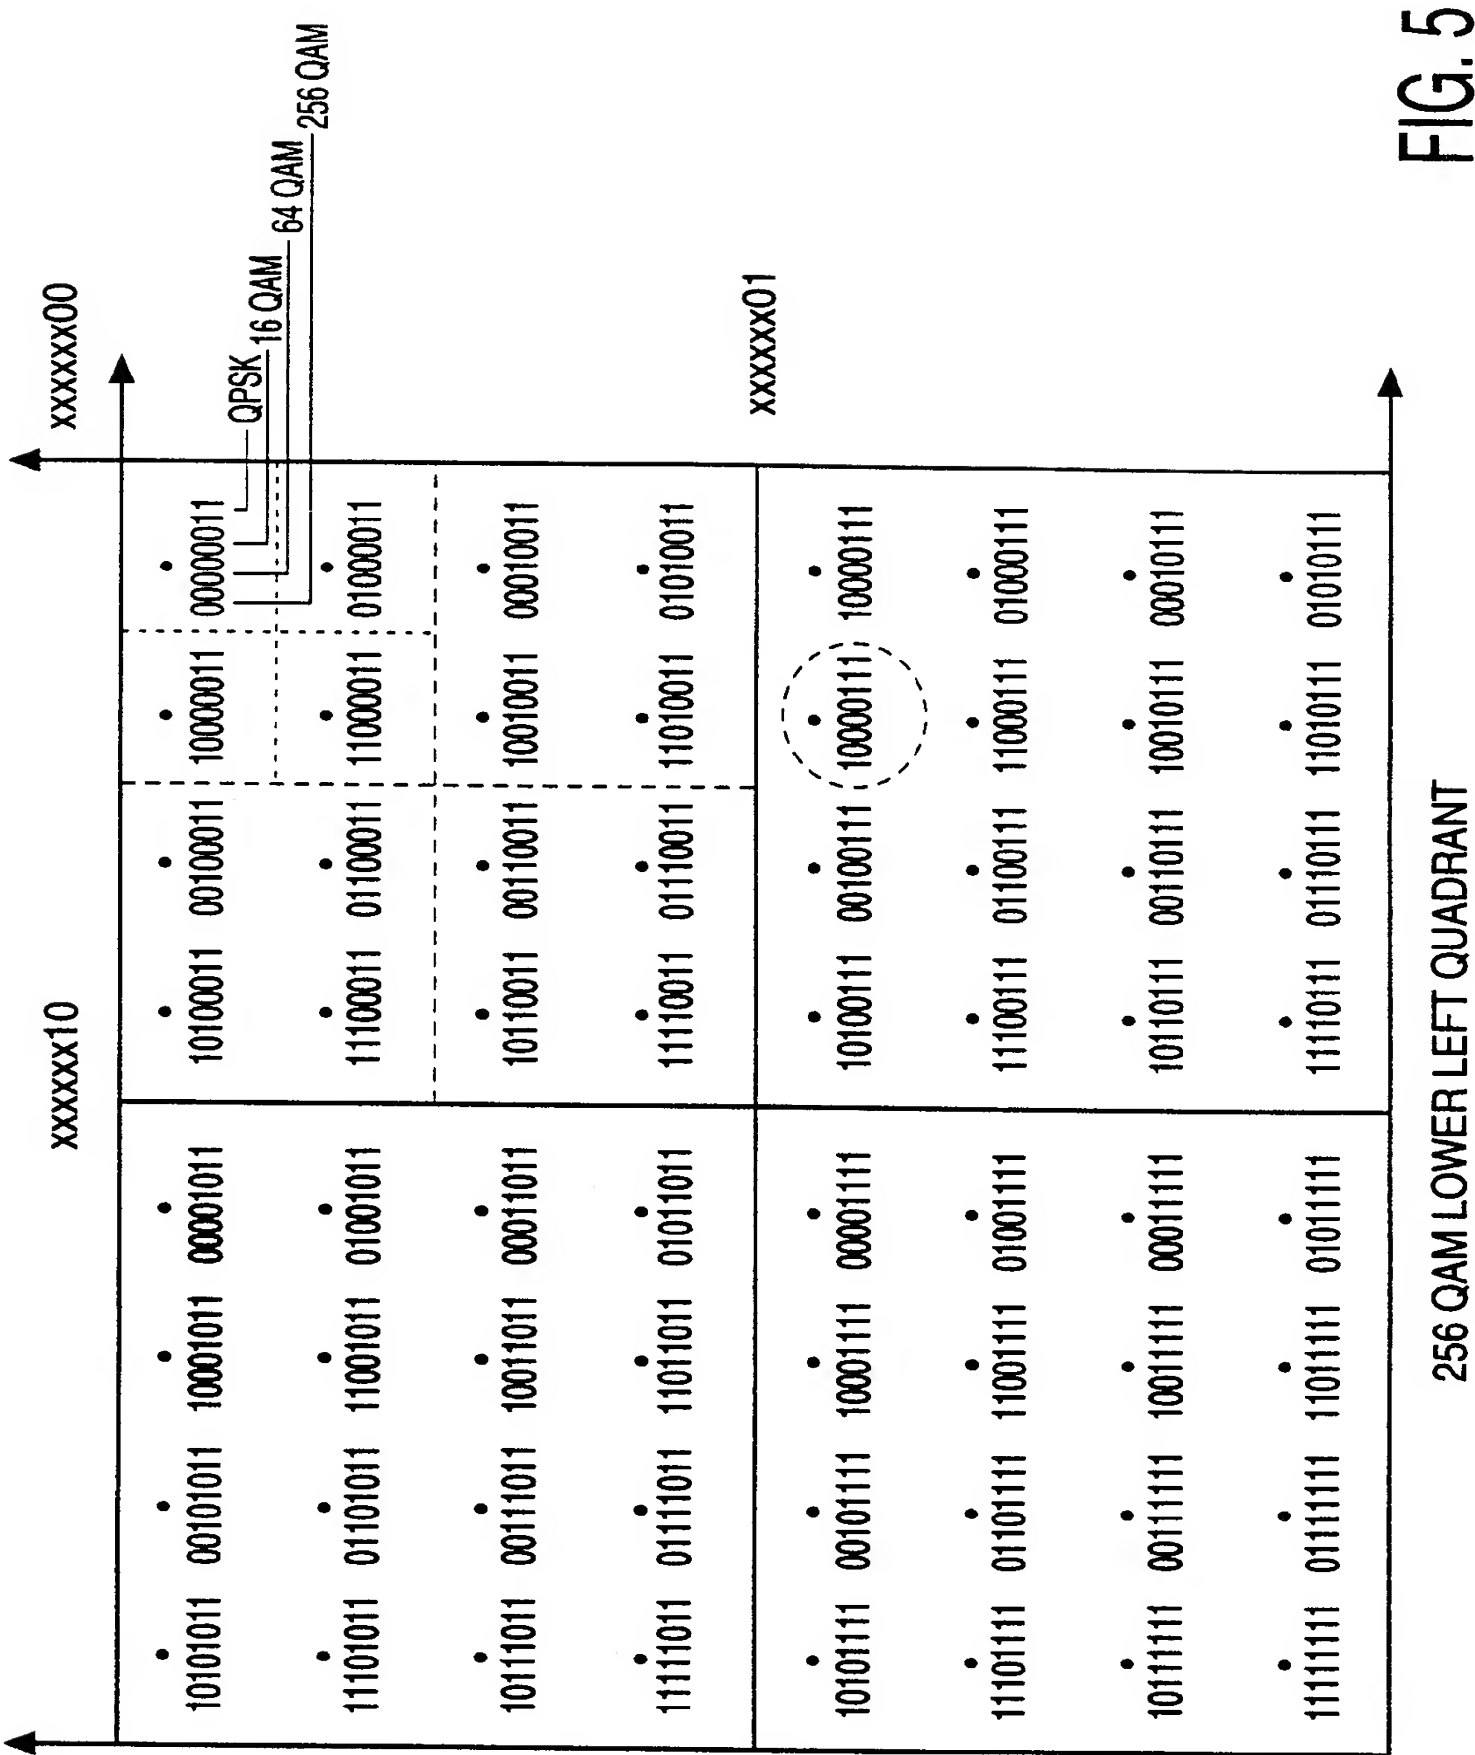 xxxxxx10 xxxxxx00
10101011 00101011 10001011 00001011 10100011 00100011 10000011 00000011
QPSK
16 QAM
64 QAM
256 QAM
11101011 01101011 11001011 01001011 11100011 01100011 11000011 01000011
10111011 00111011 10011011 00011011 10110011 00110011 10010011 00010011
11111011 01111011 11011011 01011011 11110011 01110011 11010011 01010011
xxxxxx01
10101111 00101111 10001111 00001111 10100111 00100111 10000111 10000111
11101111 01101111 11001111 01001111 11100111 01100111 11000111 01000111
10111111 00111111 10011111 00011111 10110111 00110111 10010111 00010111
11111111 01111111 11011111 01011111 11110111 01110111 11010111 01010111
256 QAM LOWER LEFT QUADRANT
FIG. 5